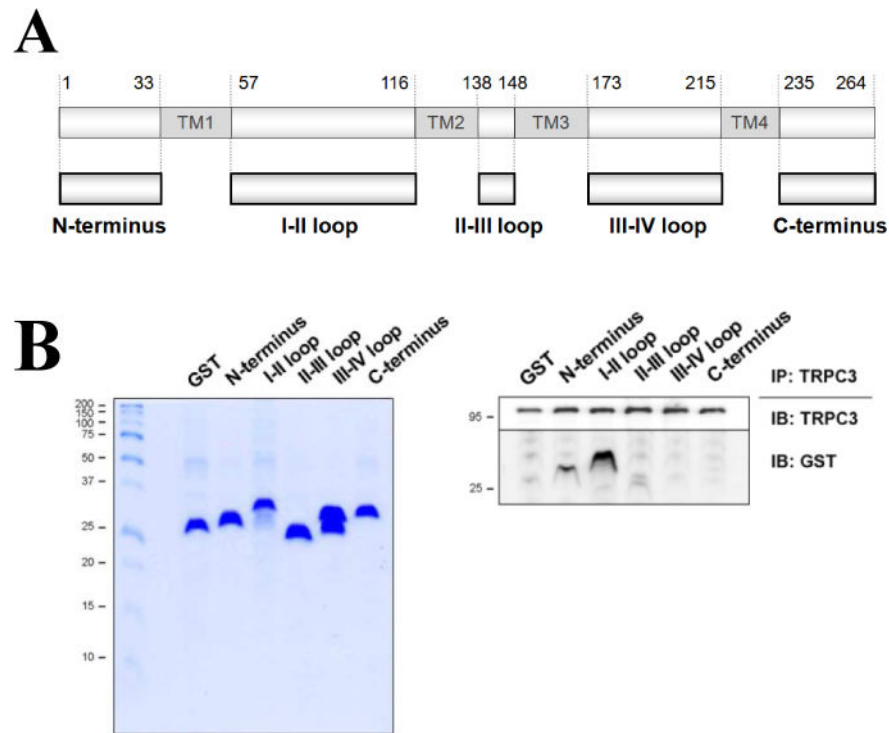 A
1 33 57 116 138 148 173 215 235 264
TM1 TM2 TM3 TM4
N-terminus I-II loop II-III loop III-IV loop C-terminus
B
GST N-terminus I-II loop II-III loop III-IV loop C-terminus
200
150
100
75
50
37
25
20
15
10
GST N-terminus I-II loop II-III loop III-IV loop C-terminus
IP: TRPC3
95 IB: TRPC3
IB: GST
25